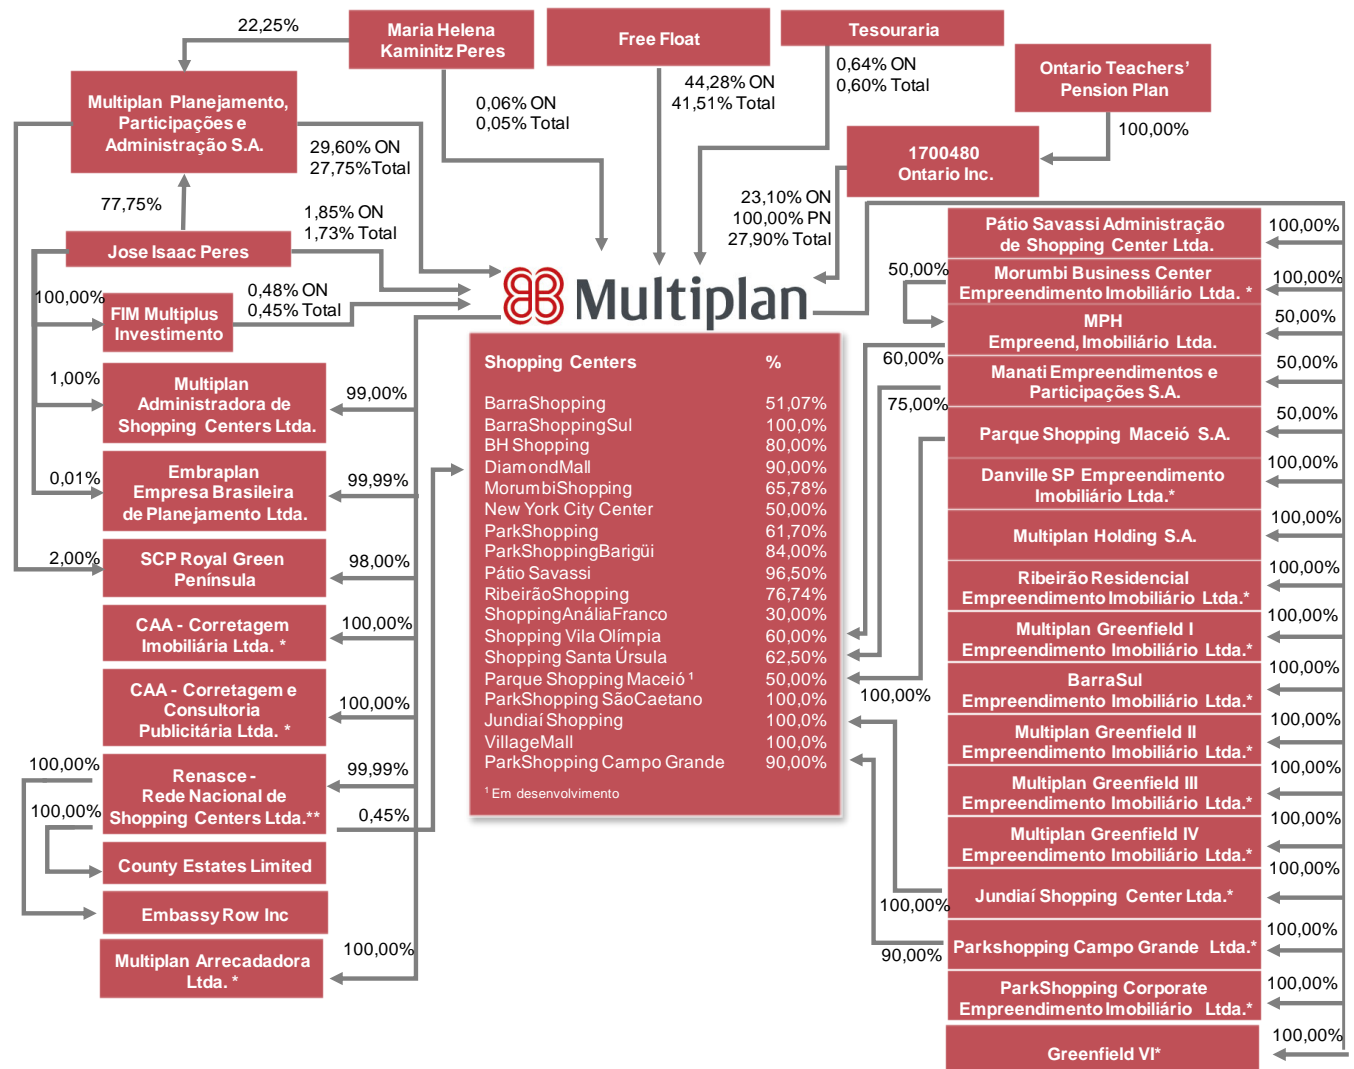 22,25%
Maria Helena
Kaminitz Peres
Free Float
Tesouraria
Ontario Teachers'
Pension Plan
100,00%
Multiplan Planejamento,
Participações e
Administração S.A.
29,60% ON
27,75%Total
0,06% ON
0,05% Total
44,28% ON
41,51% Total
0,64% ON
0,60% Total
1700480
Ontario Inc.
23,10% ON
100,00% PN
27,90% Total
77,75%
1,85% ON
1,73% Total
Jose Isaac Peres
100,00%
FIM Multiplus
Investimento
0,48% ON
0,45% Total
Multiplan
1,00%
Multiplan
Administradora de
Shopping Centers Ltda.
99,00%
0,01%
Embraplan
Empresa Brasileira
de Planejamento Ltda.
99,99%
2,00%
SCP Royal Green
Península
98,00%
CAA - Corretagem
Imobiliária Ltda. *
100,00%
CAA - Corretagem e
Consultoria
Publicitária Ltda. *
100,00%
100,00%
100,00%
Renasce -
Rede Nacional de
Shopping Centers Ltda.**
99,99%
0,45%
County Estates Limited
Embassy Row Inc
Multiplan Arrecadadora
Ltda. *
100,00%
Shopping Centers %
BarraShopping 51,07%
BarraShoppingSul 100,0%
BH Shopping 80,00%
DiamondMall 90,00%
MorumbiShopping 65,78%
New York City Center 50,00%
ParkShopping 61,70%
ParkShoppingBarigüi 84,00%
Pátio Savassi 96,50%
RibeirãoShopping 76,74%
ShoppingAnáliaFranco 30,00%
Shopping Vila Olímpia 60,00%
Shopping Santa Úrsula 62,50%
Parque Shopping Maceió ¹ 50,00%
ParkShopping SãoCaetano 100,0%
Jundiaí Shopping 100,0%
VillageMall 100,0%
ParkShopping Campo Grande 90,00%
¹ Em desenvolvimento
Pátio Savassi Administração
de Shopping Center Ltda.
100,00%
50,00%
Morumbi Business Center
Empreendimento Imobiliário Ltda. *
100,00%
MPH
Empreend, Imobiliário Ltda.
50,00%
60,00%
Manati Empreendimentos e
Participações S.A.
50,00%
75,00%
Parque Shopping Maceió S.A.
50,00%
100,00%
Danville SP Empreendimento
Imobiliário Ltda.*
100,00%
Multiplan Holding S.A.
100,00%
Ribeirão Residencial
Empreendimento Imobiliário Ltda.*
100,00%
Multiplan Greenfield I
Empreendimento Imobiliário Ltda.*
100,00%
BarraSul
Empreendimento Imobiliário Ltda.*
100,00%
Multiplan Greenfield II
Empreendimento Imobiliário Ltda.*
100,00%
Multiplan Greenfield III
Empreendimento Imobiliário Ltda.*
100,00%
Multiplan Greenfield IV
Empreendimento Imobiliário Ltda.*
100,00%
Jundiaí Shopping Center Ltda.*
100,00%
100,00%
Parkshopping Campo Grande Ltda.*
100,00%
90,00%
ParkShopping Corporate
Empreendimento Imobiliário Ltda.*
100,00%
Greenfield VI*
100,00%